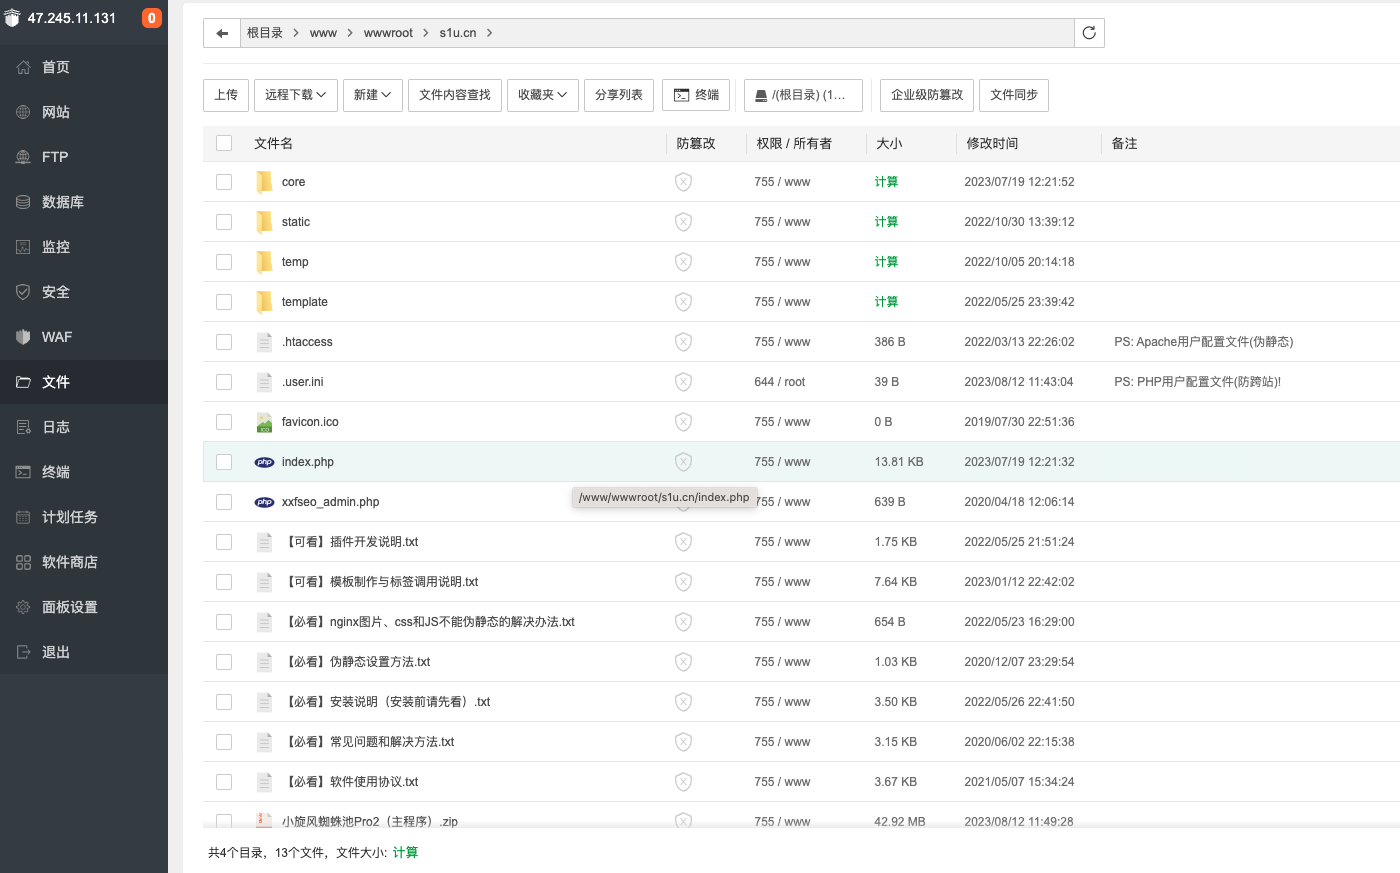 47.245.11.131
0
首页
网站
FTP
数据库
监控
安全
WAF
文件
日志
终端
计划任务
软件商店
面板设置
退出
根目录 > www > wwwroot > s1u.cn >
上传 远程下载 新建 文件内容查找 收藏夹 分享列表 终端 /(根目录) (1... 企业级防篡改 文件同步
文件名 防篡改 权限 / 所有者 大小 修改时间 备注
core 755 / www 计算 2023/07/19 12:21:52
static 755 / www 计算 2022/10/30 13:39:12
temp 755 / www 计算 2022/10/05 20:14:18
template 755 / www 计算 2022/05/25 23:39:42
.htaccess 755 / www 386 B 2022/03/13 22:26:02 PS: Apache用户配置文件(伪静态)
.user.ini 644 / root 39 B 2023/08/12 11:43:04 PS: PHP用户配置文件(防跨站)!
favicon.ico 755 / www 0 B 2019/07/30 22:51:36
php index.php 755 / www 13.81 KB 2023/07/19 12:21:32
/www/wwwroot/s1u.cn/index.php
php xxfseo_admin.php 755 / www 639 B 2020/04/18 12:06:14
【可看】插件开发说明.txt 755 / www 1.75 KB 2022/05/25 21:51:24
【可看】模板制作与标签调用说明.txt 755 / www 7.64 KB 2023/01/12 22:42:02
【必看】nginx图片、css和JS不能伪静态的解决办法.txt 755 / www 654 B 2022/05/23 16:29:00
【必看】伪静态设置方法.txt 755 / www 1.03 KB 2020/12/07 23:29:54
【必看】安装说明（安装前请先看）.txt 755 / www 3.50 KB 2022/05/26 22:41:50
【必看】常见问题和解决方法.txt 755 / www 3.15 KB 2020/06/02 22:15:38
【必看】软件使用协议.txt 755 / www 3.67 KB 2021/05/07 15:34:24
小旋风蜘蛛池Pro2（主程序）.zip 755 / www 42.92 MB 2023/08/12 11:49:28
共4个目录，13个文件，文件大小: 计算